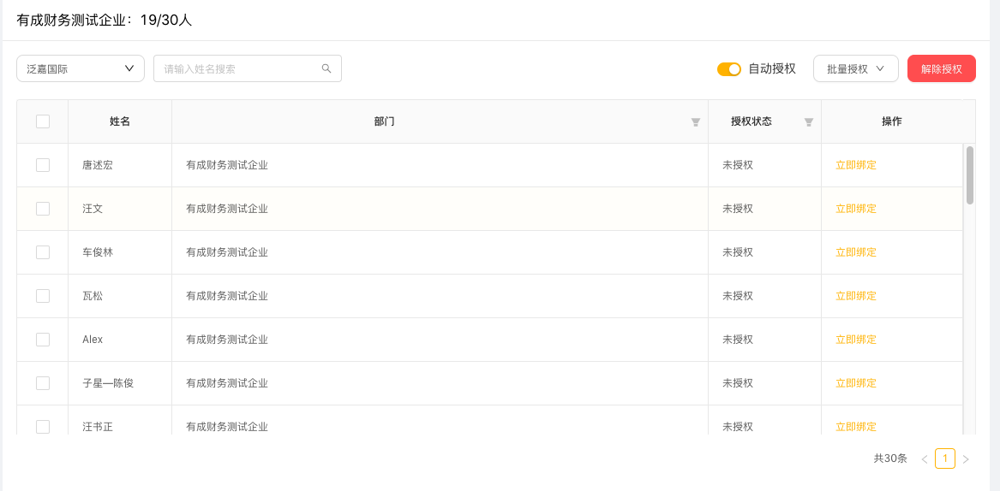 有成财务测试企业：19/30人
泛嘉国际 请输入姓名搜索 自动授权 批量授权 解除授权
姓名 部门 授权状态 操作
唐述宏 有成财务测试企业 未授权 立即绑定
汪文 有成财务测试企业 未授权 立即绑定
车俊林 有成财务测试企业 未授权 立即绑定
瓦松 有成财务测试企业 未授权 立即绑定
Alex 有成财务测试企业 未授权 立即绑定
子星—陈俊 有成财务测试企业 未授权 立即绑定
汪书正 有成财务测试企业 未授权 立即绑定
共30条 < 1 >